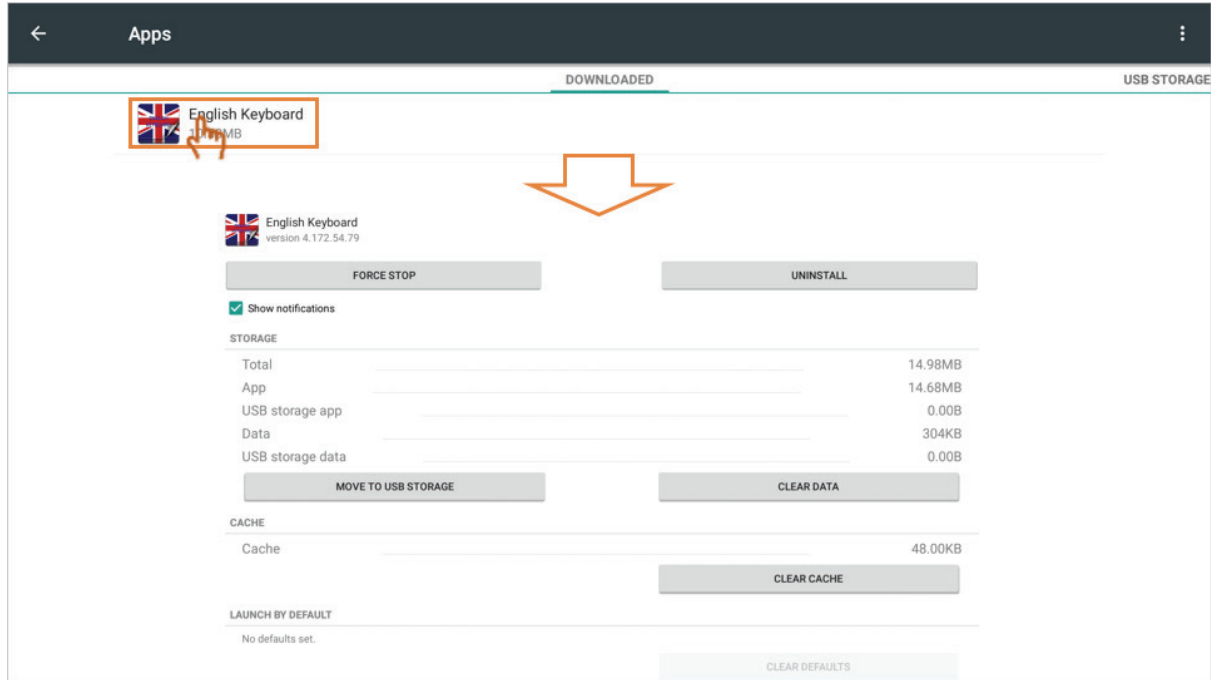 Apps
DOWNLOADED USB STORAGE
English Keyboard
MB
English Keyboard
version 4.172.54.79
FORCE STOP UNINSTALL
Show notifications
STORAGE
Total 14.98MB
App 14.68MB
USB storage app 0.00B
Data 304KB
USB storage data 0.00B
MOVE TO USB STORAGE CLEAR DATA
CACHE
Cache 48.00KB
CLEAR CACHE
LAUNCH BY DEFAULT
No defaults set.
CLEAR DEFAULTS